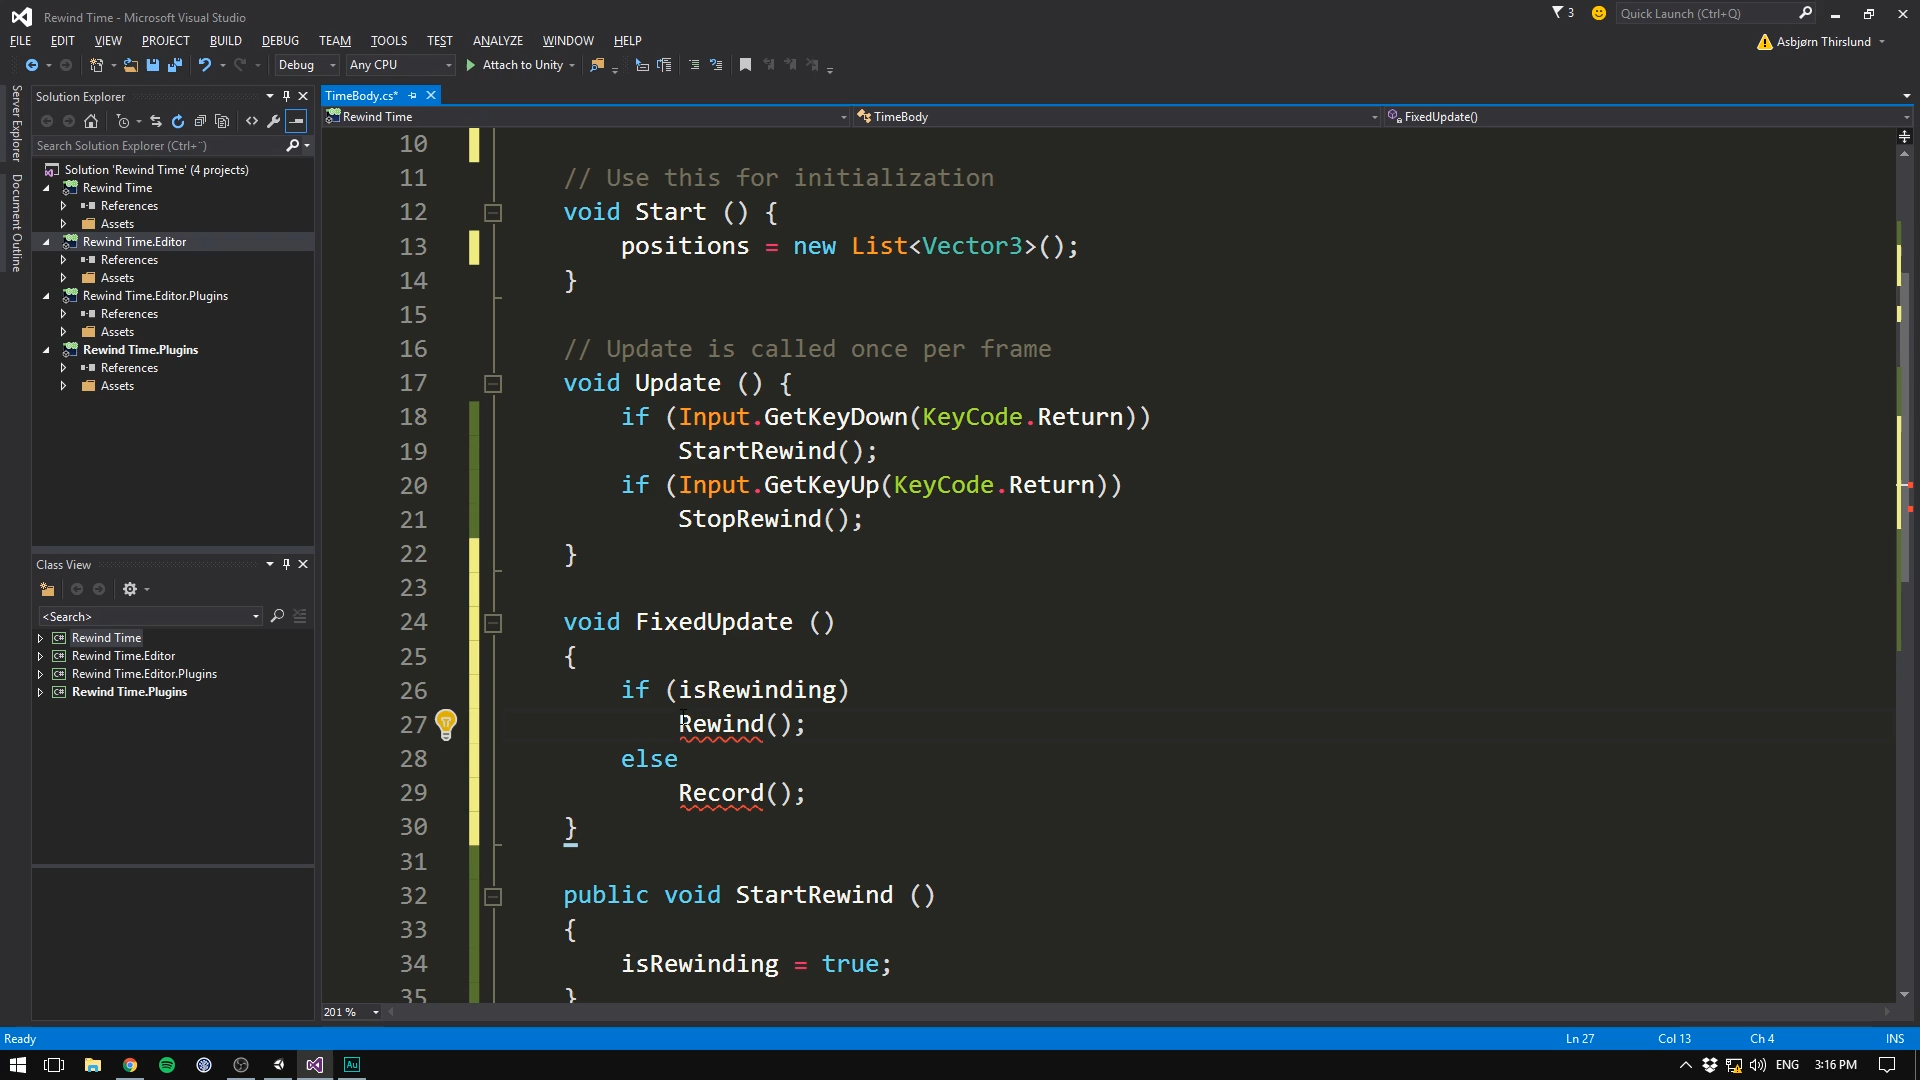 Rewind Time - Microsoft Visual Studio
3
Quick Launch (Ctrl+Q)
FILE EDIT VIEW PROJECT BUILD DEBUG TEAM TOOLS TEST ANALYZE WINDOW HELP
Asbjørn Thirslund
Debug Any CPU Attach to Unity
Server Explorer
Document Outline
Solution Explorer
Search Solution Explorer (Ctrl+¨)
Solution 'Rewind Time' (4 projects)
Rewind Time
References
Assets
Rewind Time.Editor
References
Assets
Rewind Time.Editor.Plugins
References
Assets
Rewind Time.Plugins
References
Assets
Class View
<Search>
C# Rewind Time
C# Rewind Time.Editor
C# Rewind Time.Editor.Plugins
C# Rewind Time.Plugins
TimeBody.cs*
Rewind Time TimeBody FixedUpdate()
10
11 // Use this for initialization
12 void Start () {
13 positions = new List<Vector3>();
14 }
15
16 // Update is called once per frame
17 void Update () {
18 if (Input.GetKeyDown(KeyCode.Return))
19 StartRewind();
20 if (Input.GetKeyUp(KeyCode.Return))
21 StopRewind();
22 }
23
24 void FixedUpdate ()
25 {
26 if (isRewinding)
27 Rewind();
28 else
29 Record();
30 }
31
32 public void StartRewind ()
33 {
34 isRewinding = true;
35 }
201 %
Ready Ln 27 Col 13 Ch 4 INS
Au ENG 3:16 PM